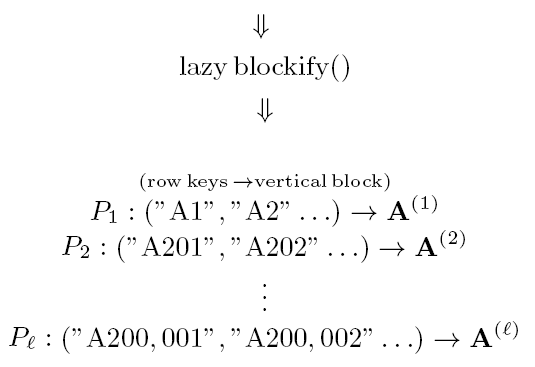 ⇓
lazy blockify()
⇓
(row keys →vertical block)
P₁ : ("A1", "A2" …) → 𝐀⁽¹⁾
P₂ : ("A201", "A202" …) → 𝐀⁽²⁾
⋮
P_ℓ : ("A200, 001", "A200, 002" …) → 𝐀^(ℓ)